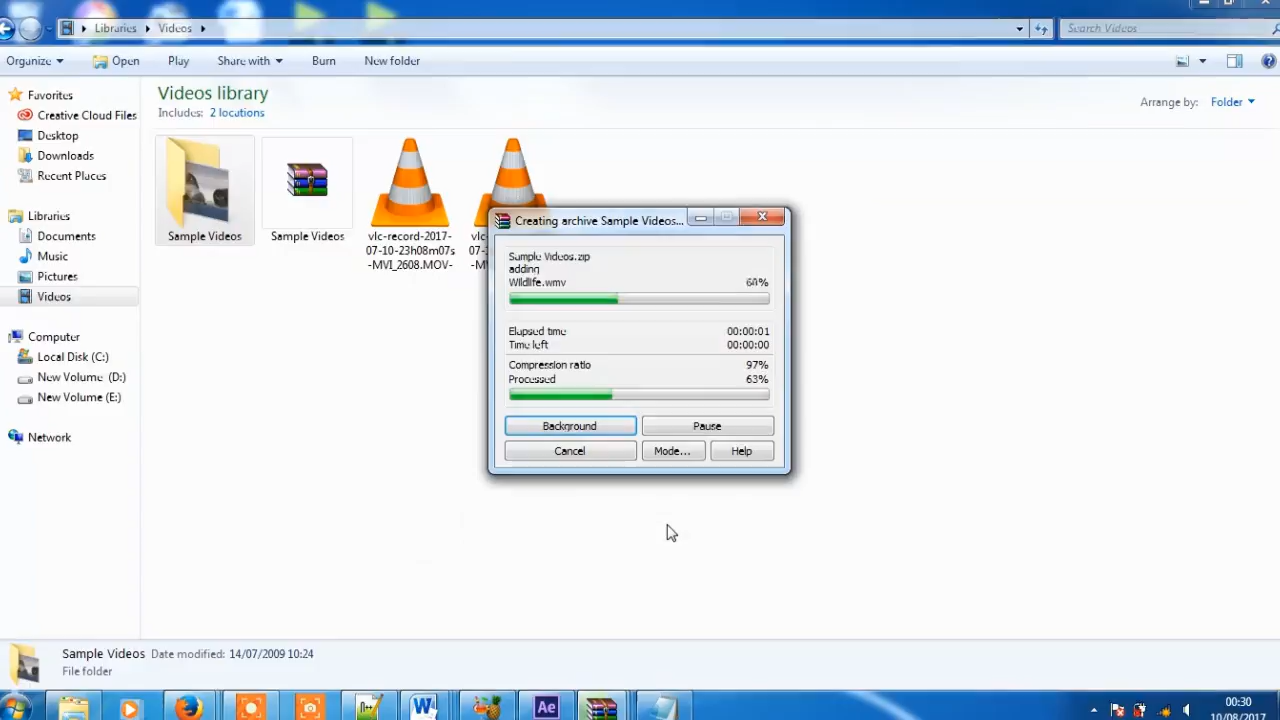 Libraries Videos
Search Videos
Organize Open Play Share with Burn New folder
Favorites
Creative Cloud Files
Desktop
Downloads
Recent Places
Libraries
Documents
Music
Pictures
Videos
Computer
Local Disk (C:)
New Volume (D:)
New Volume (E:)
Network
Videos library
Includes: 2 locations
Arrange by: Folder
Sample Videos
Sample Videos
vlc-record-2017-
07-10-23h08m07s
-MVI_2608.MOV-
Creating archive Sample Videos...
Sample Videos.zip
adding
Wildlife.wmv
Elapsed time 00:00:01
Time left 00:00:00
Compression ratio 97%
Processed 63%
Background Pause
Cancel Mode... Help
Sample Videos Date modified: 14/07/2009 10:24
File folder
W
Ae
00:30
10/08/2017